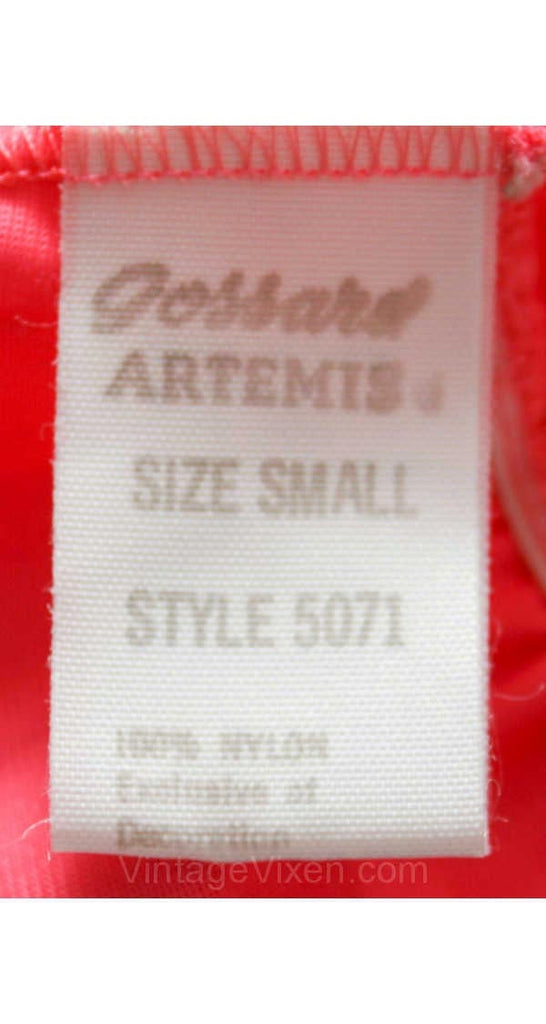 Gossard
ARTEMIS
SIZE SMALL
STYLE 5071
100% NYLON
Exclusive of
Decoration
VintageVixen.com